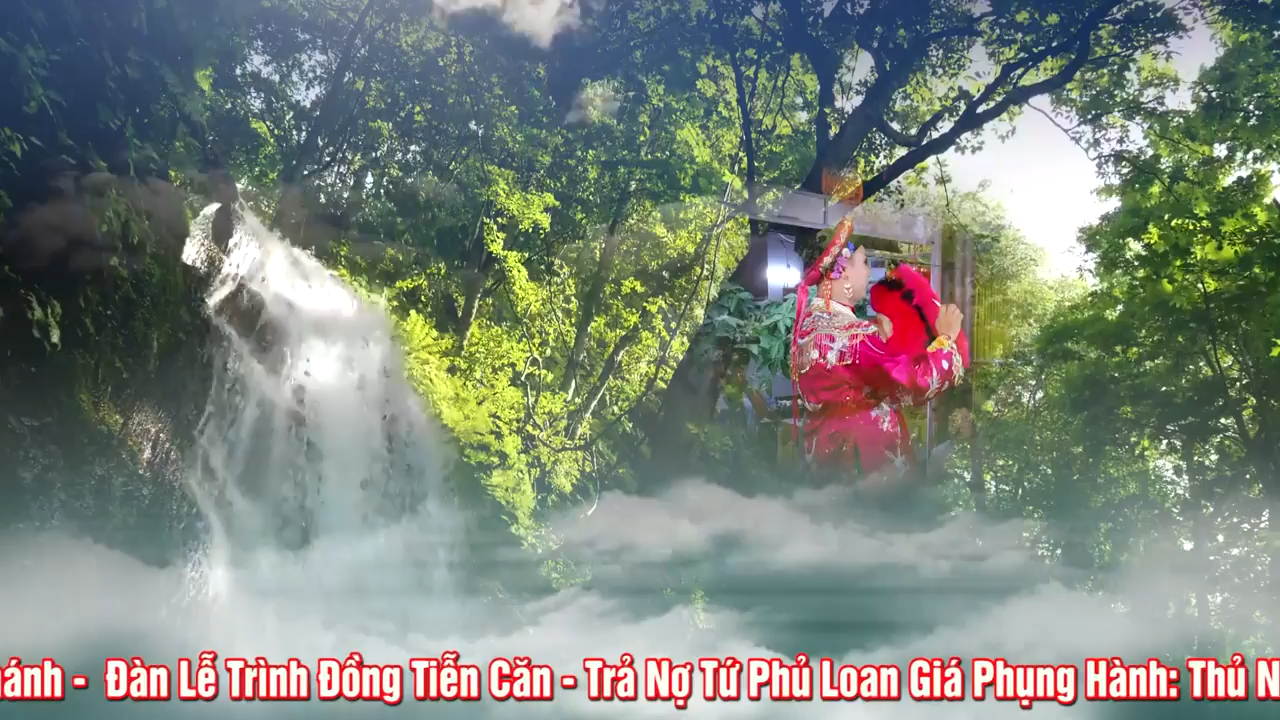 Đàn Lễ Trình Đồng Tiễn Căn - Trả Nợ Tứ Phủ Loan Giá Phụng Hành: Thủ